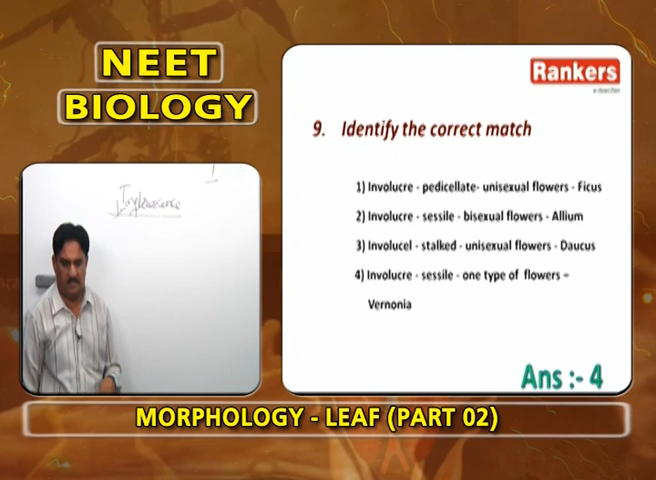 NEET
BIOLOGY
Rankers
9. Identify the correct match
1) Involucre - pedicellate- unisexual flowers - Ficus
2) Involucre - sessile - bisexual flowers - Allium
3) Involucel - stalked - unisexual flowers - Daucus
4) Involucre - sessile - one type of flowers –
Vernonia
Ans :- 4
MORPHOLOGY - LEAF (PART 02)